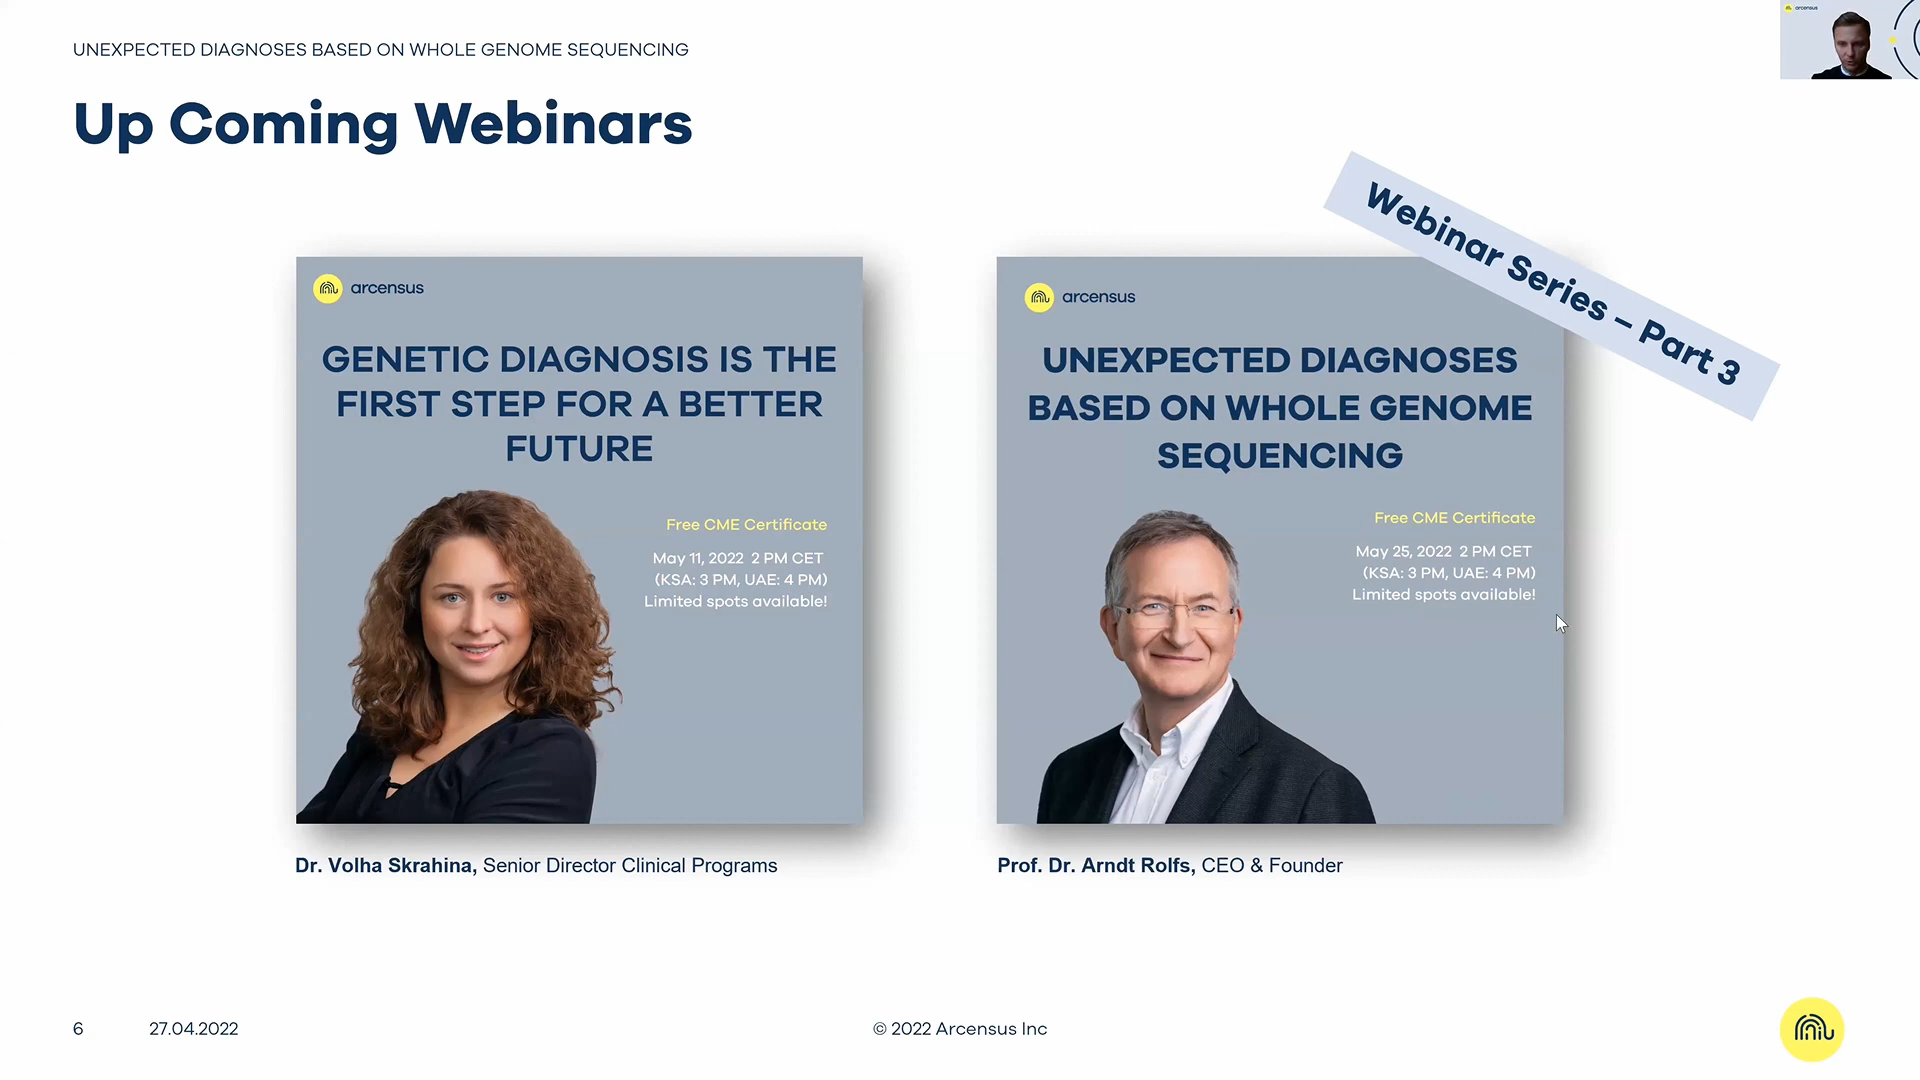 UNEXPECTED DIAGNOSES BASED ON WHOLE GENOME SEQUENCING
arcensus
Up Coming Webinars
Webinar Series – Part 3
arcensus
GENETIC DIAGNOSIS IS THE
FIRST STEP FOR A BETTER
FUTURE
Free CME Certificate
May 11, 2022 2 PM CET
(KSA: 3 PM, UAE: 4 PM)
Limited spots available!
Dr. Volha Skrahina, Senior Director Clinical Programs
arcensus
UNEXPECTED DIAGNOSES
BASED ON WHOLE GENOME
SEQUENCING
Free CME Certificate
May 25, 2022 2 PM CET
(KSA: 3 PM, UAE: 4 PM)
Limited spots available!
Prof. Dr. Arndt Rolfs, CEO & Founder
6
27.04.2022
© 2022 Arcensus Inc